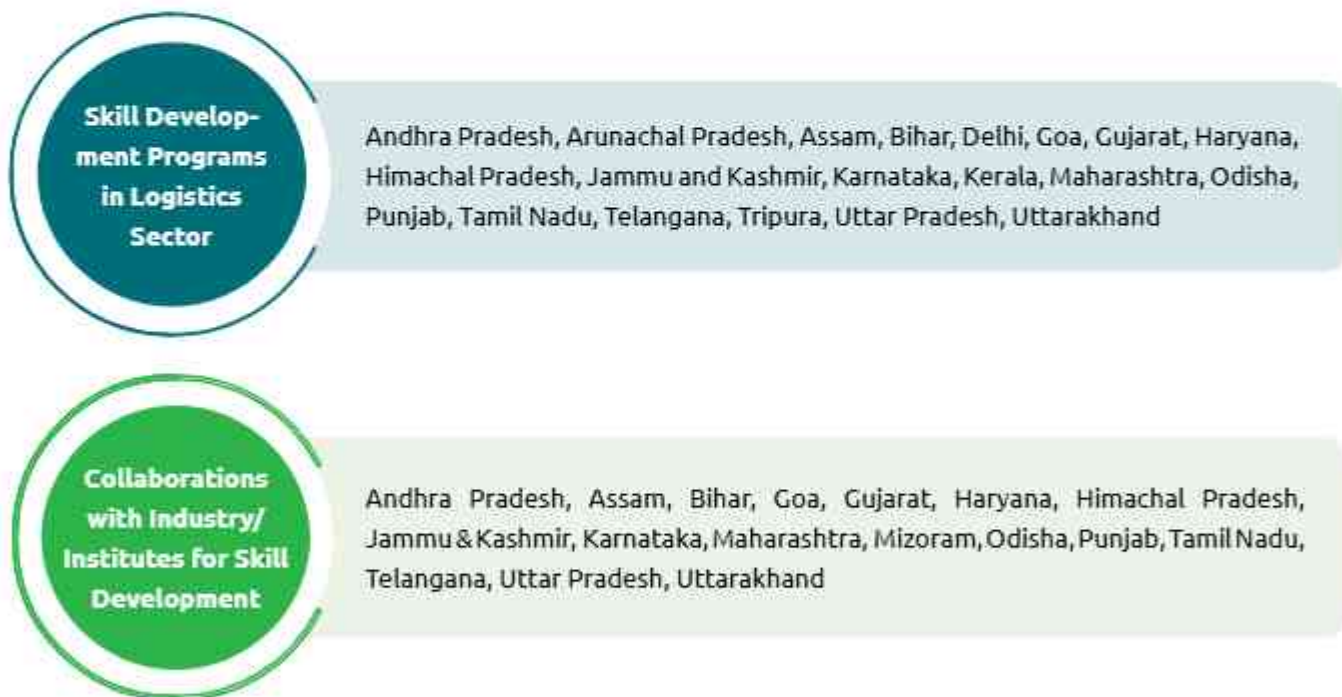 Skill Develop-
ment Programs
in Logistics
Sector
Andhra Pradesh, Arunachal Pradesh, Assam, Bihar, Delhi, Goa, Gujarat, Haryana,
Himachal Pradesh, Jammu and Kashmir, Karnataka, Kerala, Maharashtra, Odisha,
Punjab, Tamil Nadu, Telangana, Tripura, Uttar Pradesh, Uttarakhand
Collaborations
with Industry/
Institutes for Skill
Development
Andhra Pradesh, Assam, Bihar, Goa, Gujarat, Haryana, Himachal Pradesh,
Jammu & Kashmir, Karnataka, Maharashtra, Mizoram, Odisha, Punjab, Tamil Nadu,
Telangana, Uttar Pradesh, Uttarakhand